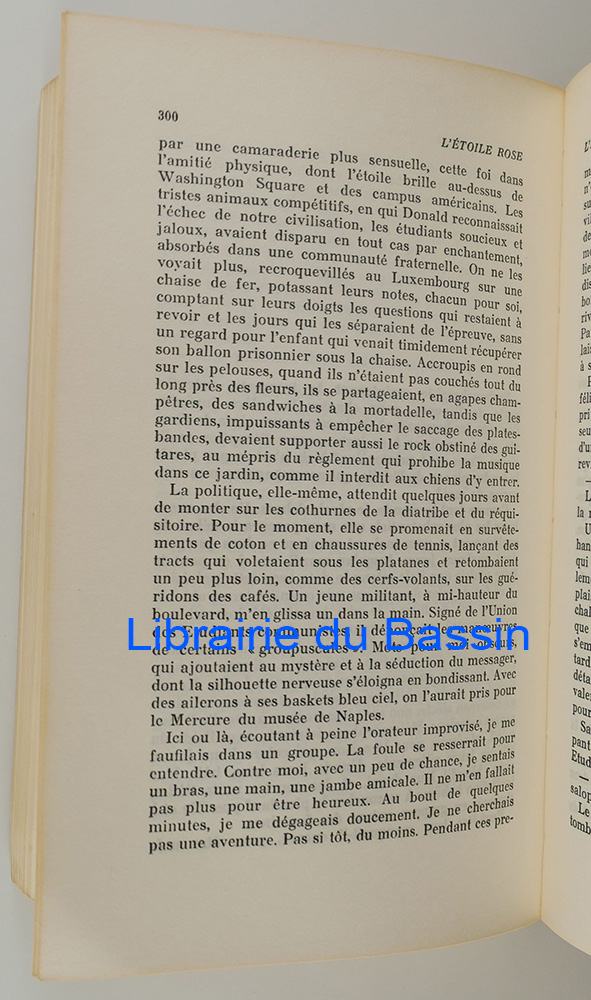 300
L'ÉTOILE ROSE
par une camaraderie plus sensuelle, cette foi dans
l'amitié physique, dont l'étoile brille au-dessus de
Washington Square et des campus américains. Les
tristes animaux compétitifs, en qui Donald reconnaissait
l'échec de notre civilisation, les étudiants soucieux et
jaloux, avaient disparu en tout cas par enchantement,
absorbés dans une communauté fraternelle. On ne les
voyait plus, recroquevillés au Luxembourg sur une
chaise de fer, potassant leurs notes, chacun pour soi,
comptant sur leurs doigts les questions qui restaient à
revoir et les jours qui les séparaient de l'épreuve, sans
un regard pour l'enfant qui venait timidement récupérer
son ballon prisonnier sous la chaise. Accroupis en rond
sur les pelouses, quand ils n'étaient pas couchés tout du
long près des fleurs, ils se partageaient, en agapes cham-
pêtres, des sandwiches à la mortadelle, tandis que les
gardiens, impuissants à empêcher le saccage des plates-
bandes, devaient supporter aussi le rock obstiné des gui-
tares, au mépris du règlement qui prohibe la musique
dans ce jardin, comme il interdit aux chiens d'y entrer.
La politique, elle-même, attendit quelques jours avant
de monter sur les cothurnes de la diatribe et du réqui-
sitoire. Pour le moment, elle se promenait en survête-
ments de coton et en chaussures de tennis, lançant des
tracts qui voletaient sous les platanes et retombaient
un peu plus loin, comme des cerfs-volants, sur les gué-
ridons des cafés. Un jeune militant, à mi-hauteur du
boulevard, m'en glissa un dans la main. Signé de l'Union
des Étudiants communistes, il dénonçait les manœuvres
de certains « groupuscules ». Mots pour moi obscurs,
qui ajoutaient au mystère et à la séduction du messager,
dont la silhouette nerveuse s'éloigna en bondissant. Avec
des ailerons à ses baskets bleu ciel, on l'aurait pris pour
le Mercure du musée de Naples.
Ici ou là, écoutant à peine l'orateur improvisé, je me
faufilais dans un groupe. La foule se resserrait pour
entendre. Contre moi, avec un peu de chance, je sentais
un bras, une main, une jambe amicale. Il ne m'en fallait
pas plus pour être heureux. Au bout de quelques
minutes, je me dégageais doucement. Je ne cherchais
pas une aventure. Pas si tôt, du moins. Pendant ces pre-
Librairie du Bassin